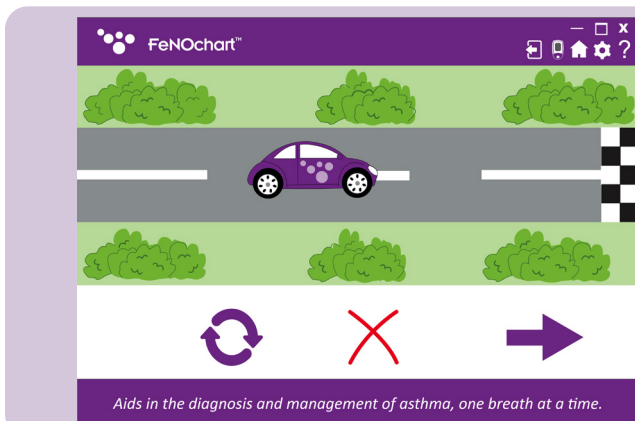 FeNOchart™
Aids in the diagnosis and management of asthma, one breath at a time.